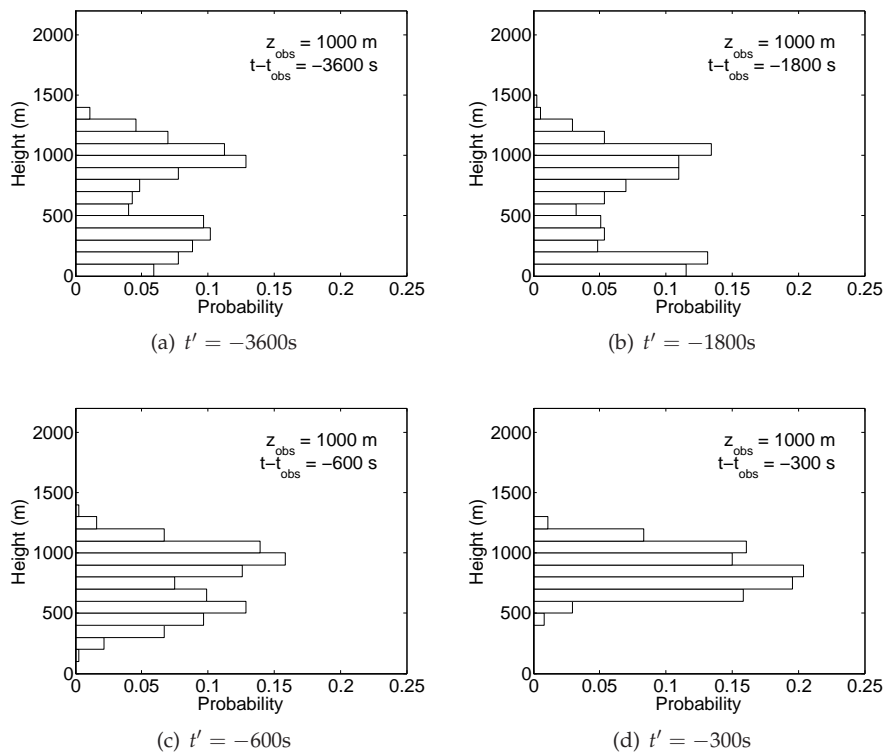 z_obs = 1000 m
t−t_obs = −3600 s
2000
1500
1000
500
0
Height (m)
0 0.05 0.1 0.15 0.2 0.25
Probability
(a) t′ = −3600s
z_obs = 1000 m
t−t_obs = −1800 s
2000
1500
1000
500
0
Height (m)
0 0.05 0.1 0.15 0.2 0.25
Probability
(b) t′ = −1800s
z_obs = 1000 m
t−t_obs = −600 s
2000
1500
1000
500
0
Height (m)
0 0.05 0.1 0.15 0.2 0.25
Probability
(c) t′ = −600s
z_obs = 1000 m
t−t_obs = −300 s
2000
1500
1000
500
0
Height (m)
0 0.05 0.1 0.15 0.2 0.25
Probability
(d) t′ = −300s